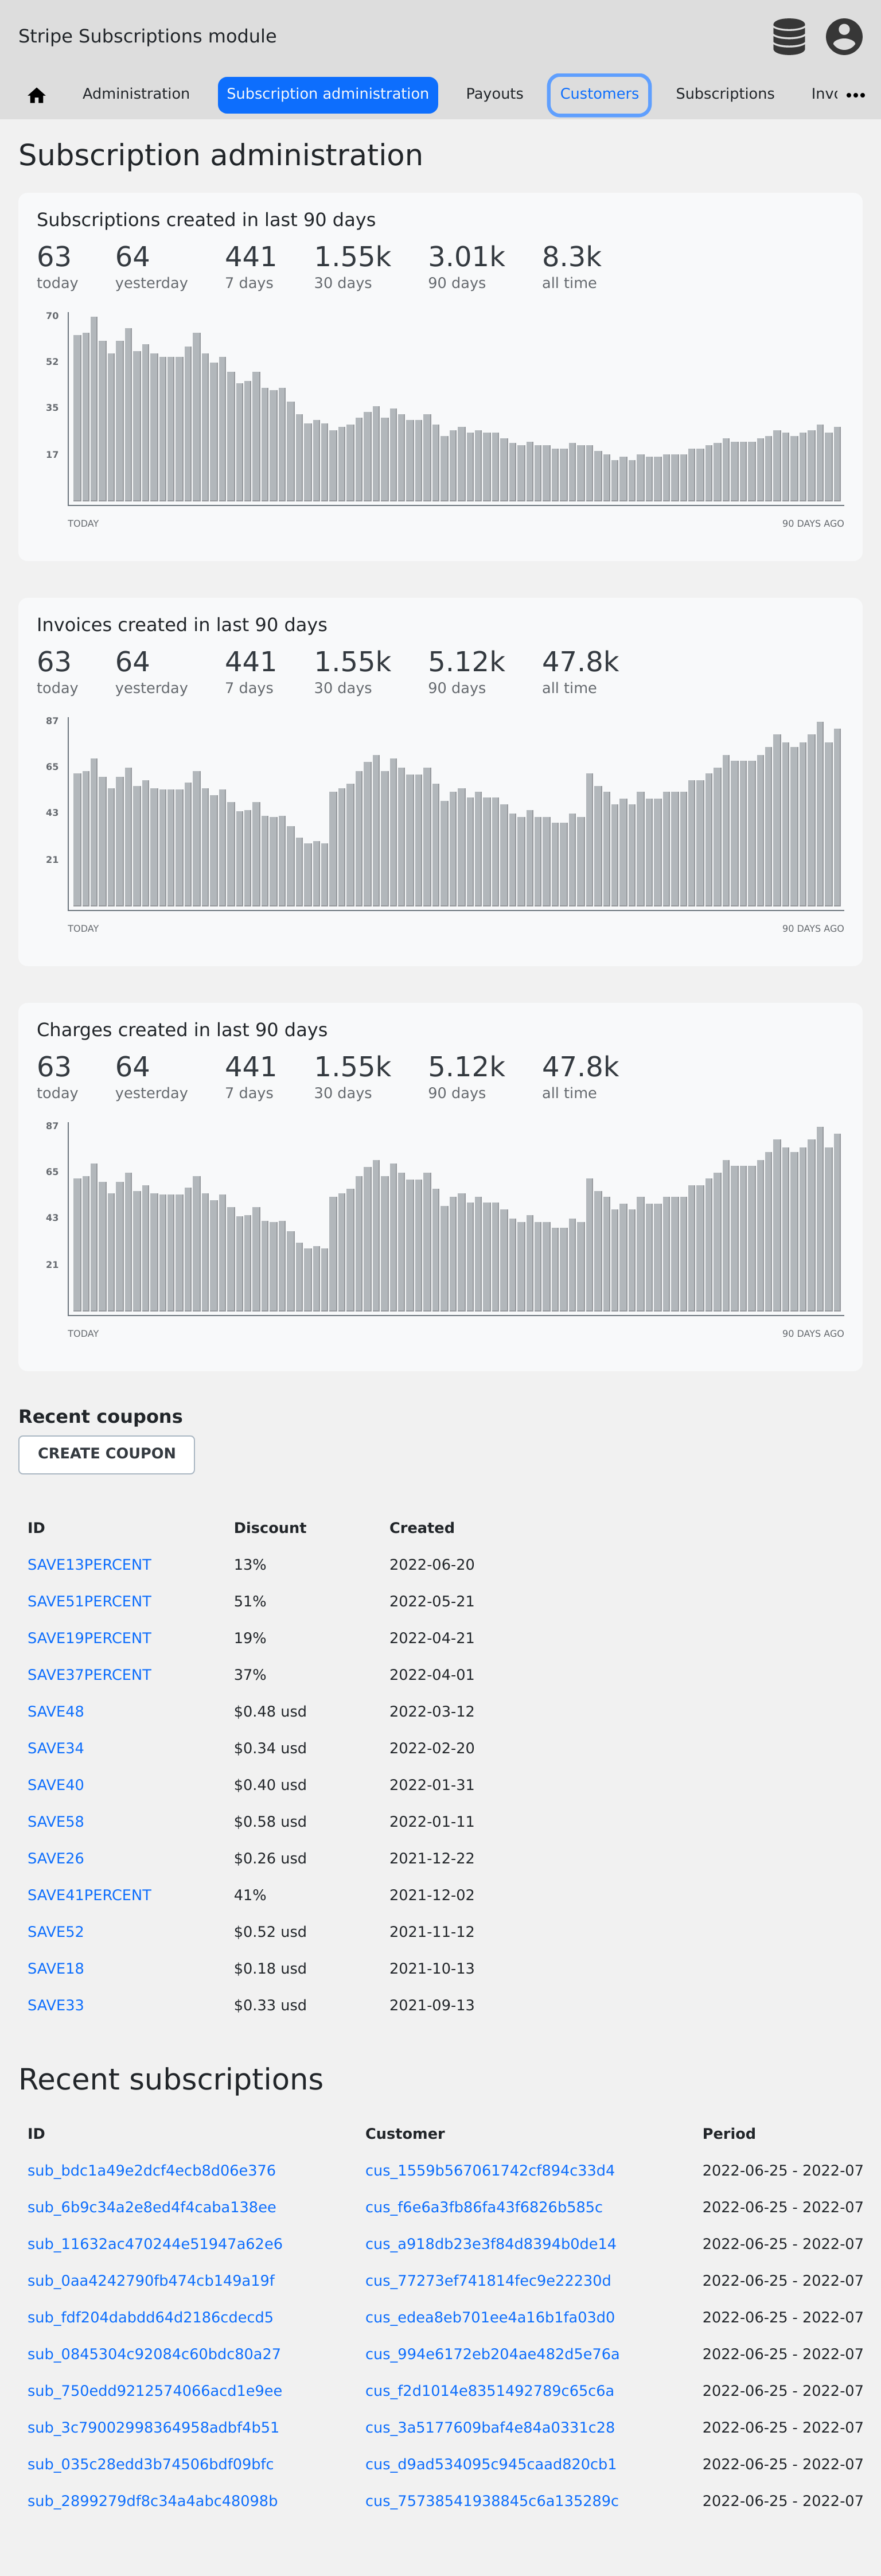 Stripe Subscriptions module
Administration Subscription administration Payouts Customers Subscriptions Invo
Subscription administration
Subscriptions created in last 90 days
63 64 441 1.55k 3.01k 8.3k
today yesterday 7 days 30 days 90 days all time
70
52
35
17
TODAY 90 DAYS AGO
Invoices created in last 90 days
63 64 441 1.55k 5.12k 47.8k
today yesterday 7 days 30 days 90 days all time
87
65
43
21
TODAY 90 DAYS AGO
Charges created in last 90 days
63 64 441 1.55k 5.12k 47.8k
today yesterday 7 days 30 days 90 days all time
87
65
43
21
TODAY 90 DAYS AGO
Recent coupons
CREATE COUPON
ID Discount Created
SAVE13PERCENT 13% 2022-06-20
SAVE51PERCENT 51% 2022-05-21
SAVE19PERCENT 19% 2022-04-21
SAVE37PERCENT 37% 2022-04-01
SAVE48 $0.48 usd 2022-03-12
SAVE34 $0.34 usd 2022-02-20
SAVE40 $0.40 usd 2022-01-31
SAVE58 $0.58 usd 2022-01-11
SAVE26 $0.26 usd 2021-12-22
SAVE41PERCENT 41% 2021-12-02
SAVE52 $0.52 usd 2021-11-12
SAVE18 $0.18 usd 2021-10-13
SAVE33 $0.33 usd 2021-09-13
Recent subscriptions
ID Customer Period
sub_bdc1a49e2dcf4ecb8d06e376 cus_1559b567061742cf894c33d4 2022-06-25 - 2022-07
sub_6b9c34a2e8ed4f4caba138ee cus_f6e6a3fb86fa43f6826b585c 2022-06-25 - 2022-07
sub_11632ac470244e51947a62e6 cus_a918db23e3f84d8394b0de14 2022-06-25 - 2022-07
sub_0aa4242790fb474cb149a19f cus_77273ef741814fec9e22230d 2022-06-25 - 2022-07
sub_fdf204dabdd64d2186cdecd5 cus_edea8eb701ee4a16b1fa03d0 2022-06-25 - 2022-07
sub_0845304c92084c60bdc80a27 cus_994e6172eb204ae482d5e76a 2022-06-25 - 2022-07
sub_750edd9212574066acd1e9ee cus_f2d1014e8351492789c65c6a 2022-06-25 - 2022-07
sub_3c79002998364958adbf4b51 cus_3a5177609baf4e84a0331c28 2022-06-25 - 2022-07
sub_035c28edd3b74506bdf09bfc cus_d9ad534095c945caad820cb1 2022-06-25 - 2022-07
sub_2899279df8c34a4abc48098b cus_75738541938845c6a135289c 2022-06-25 - 2022-07